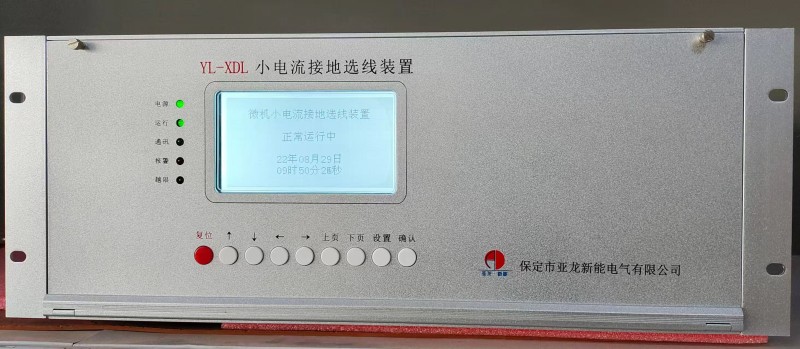 YL-XDL 小电流接地选线装置
电源
运行
通讯
报警
微机小电流接地选线装置
正常运行中
22年08月29日
09时50分28秒
复位 ↑ ↓ ← → 上页 下页 设置 确认
保定市亚龙新能电气有限公司